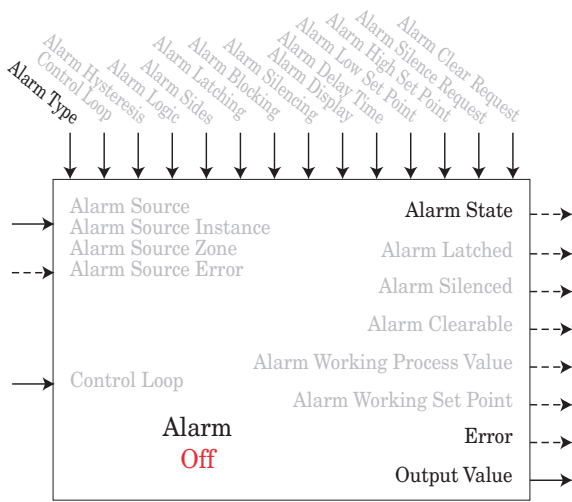 Alarm Type
Control Loop
Alarm Hysteresis
Alarm Logic
Alarm Sides
Alarm Latching
Alarm Blocking
Alarm Silencing
Alarm Display
Alarm Delay Time
Alarm Low Set Point
Alarm High Set Point
Alarm Silence Request
Alarm Clear Request
Alarm Source
Alarm Source Instance
Alarm Source Zone
Alarm Source Error
Control Loop
Alarm
Off
Alarm State
Alarm Latched
Alarm Silenced
Alarm Clearable
Alarm Working Process Value
Alarm Working Set Point
Error
Output Value